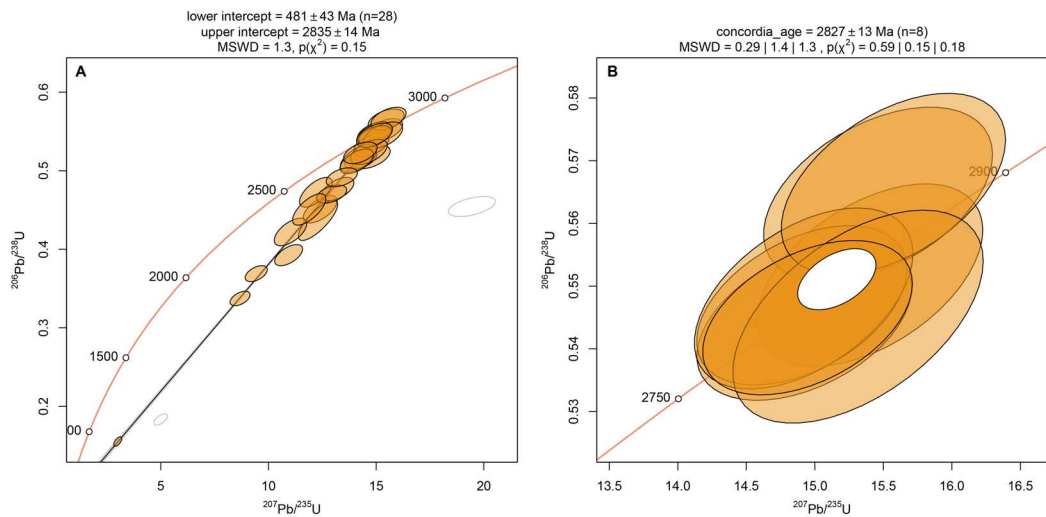 lower intercept = 481 ± 43 Ma (n=28)
upper intercept = 2835 ± 14 Ma
MSWD = 1.3, p(χ²) = 0.15
A
0.6
0.5
0.4
0.3
0.2
²⁰⁶Pb/²³⁸U
3000
2500
2000
1500
00
5
10
15
20
²⁰⁷Pb/²³⁵U
concordia_age = 2827 ± 13 Ma (n=8)
MSWD = 0.29 | 1.4 | 1.3 , p(χ²) = 0.59 | 0.15 | 0.18
B
0.58
0.57
0.56
0.55
0.54
0.53
²⁰⁶Pb/²³⁸U
2900
2750
13.5
14.0
14.5
15.0
15.5
16.0
16.5
²⁰⁷Pb/²³⁵U